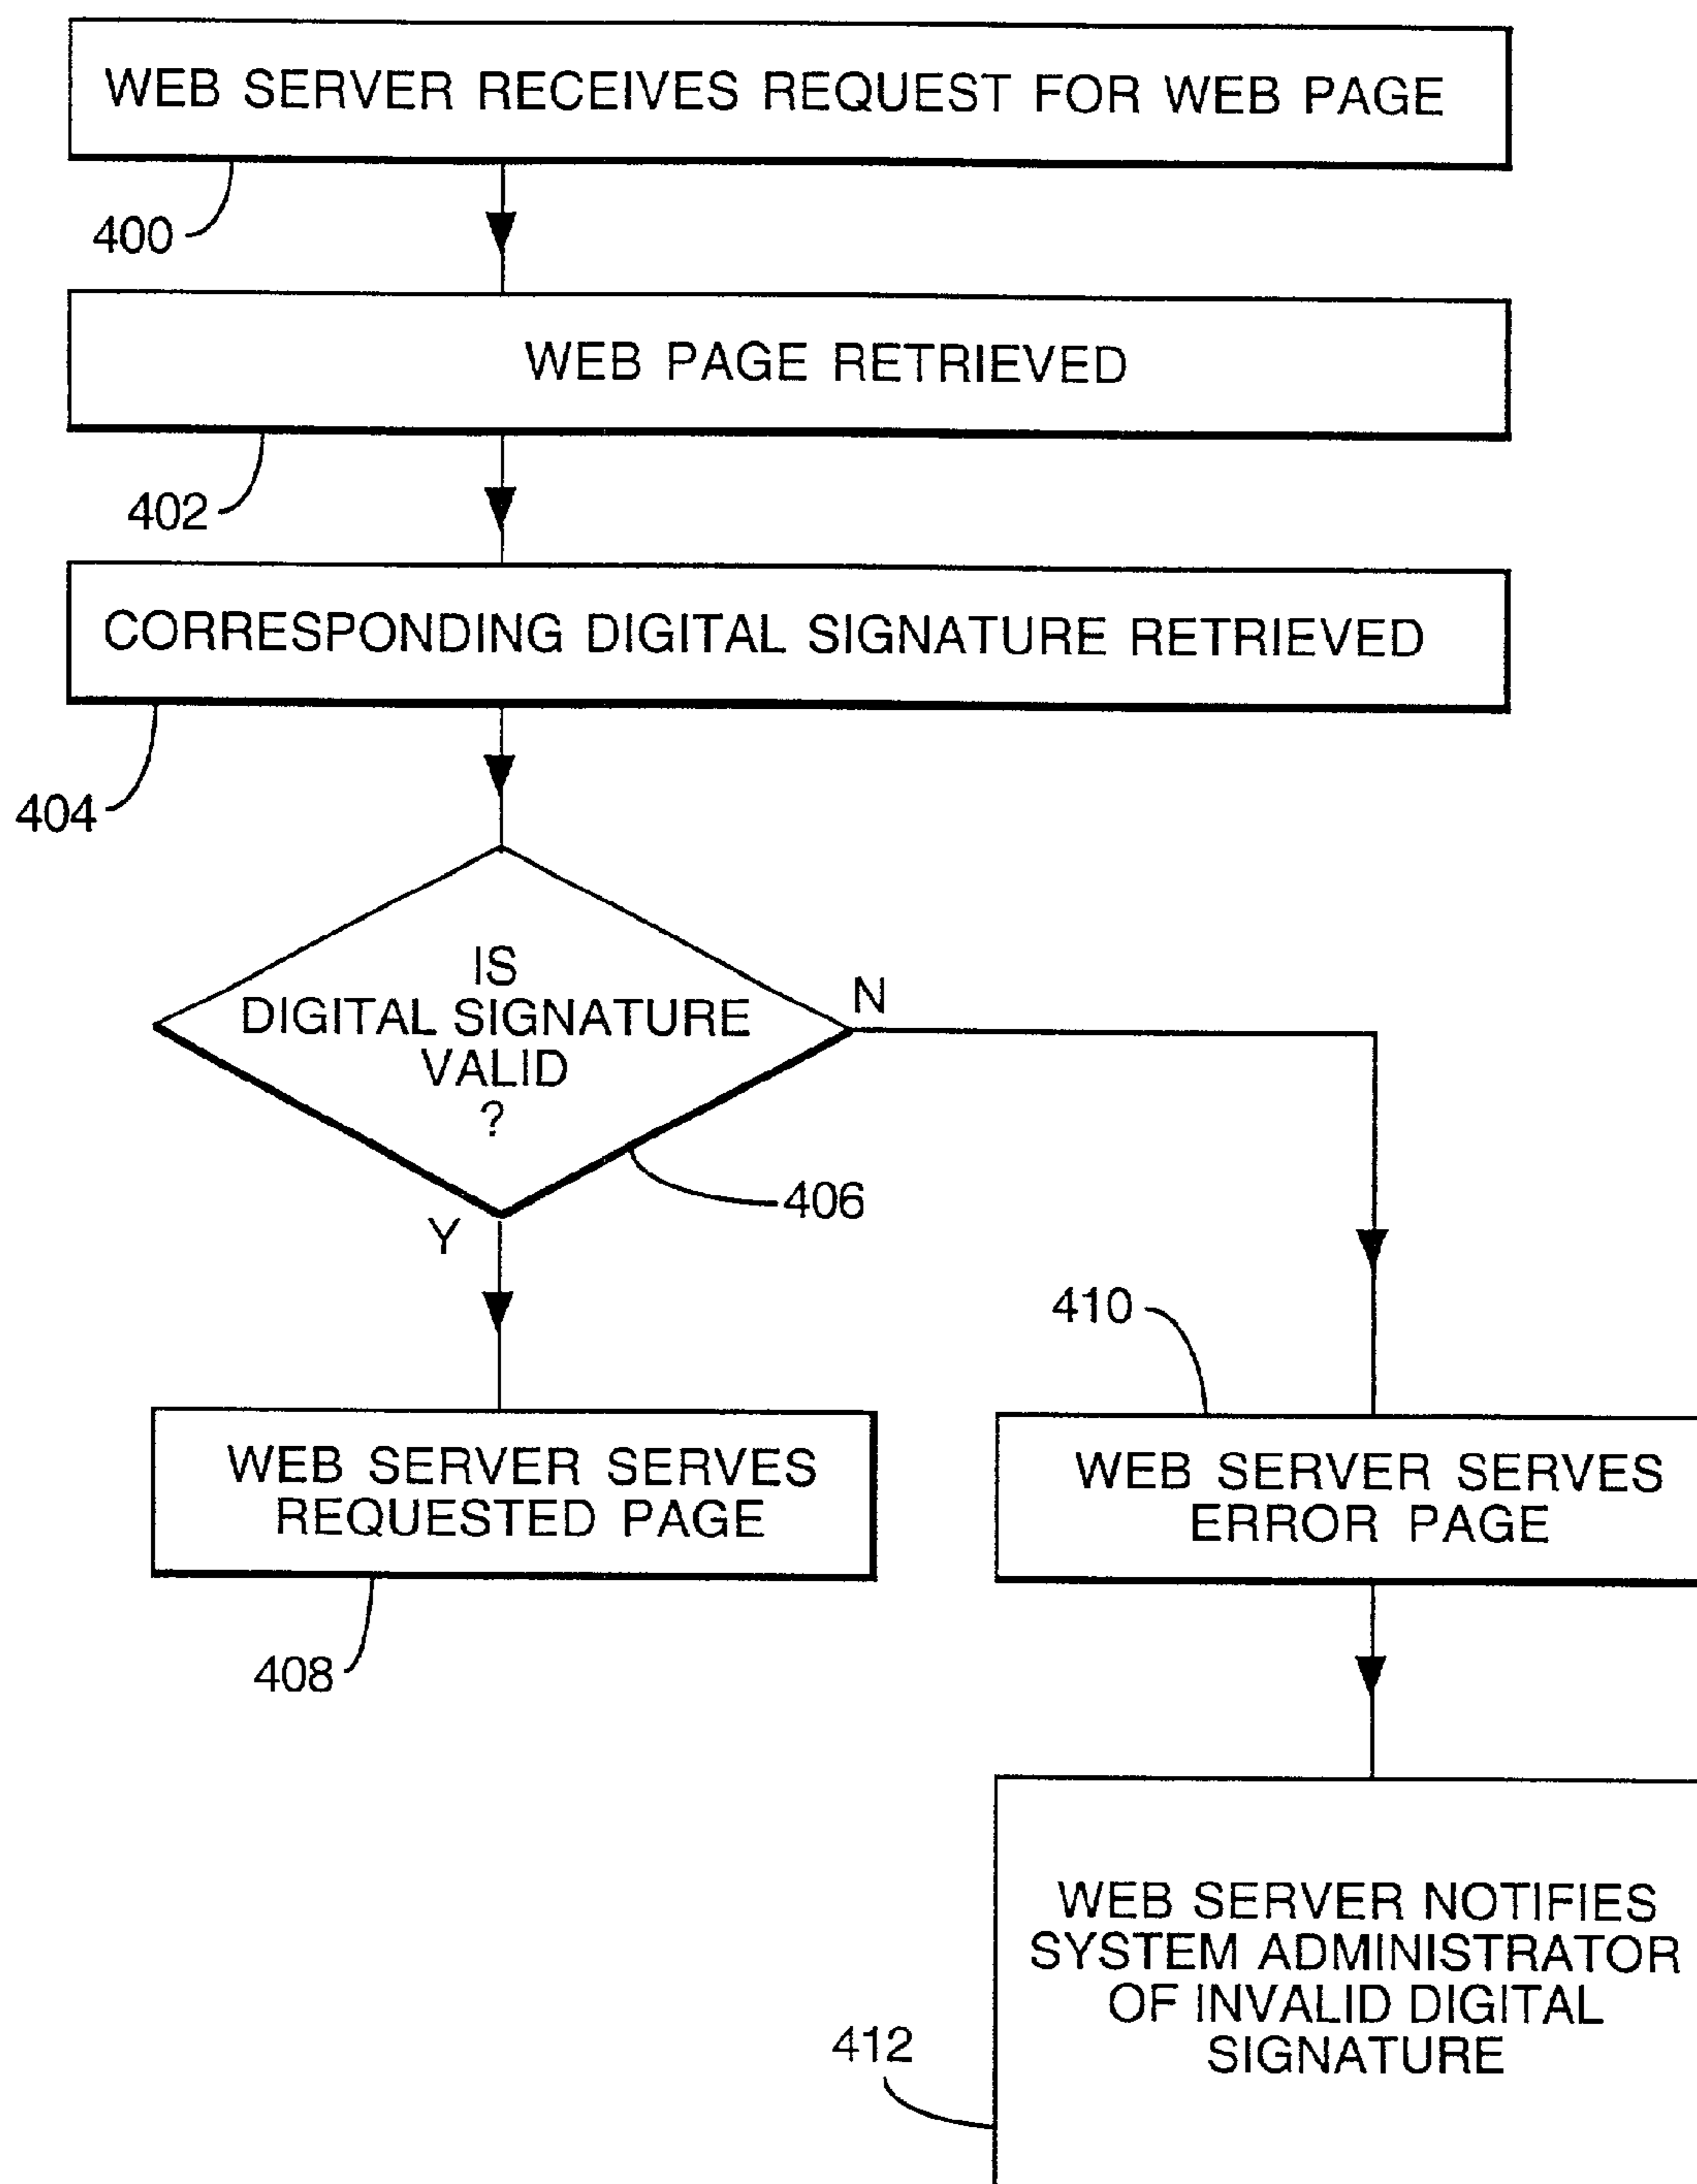 WEB SERVER RECEIVES REQUEST FOR WEB PAGE
400
WEB PAGE RETRIEVED
402
CORRESPONDING DIGITAL SIGNATURE RETRIEVED
404
IS
DIGITAL SIGNATURE
VALID
?
N
406
Y
410
WEB SERVER SERVES
REQUESTED PAGE
WEB SERVER SERVES
ERROR PAGE
408
WEB SERVER NOTIFIES
SYSTEM ADMINISTRATOR
OF INVALID DIGITAL
SIGNATURE
412